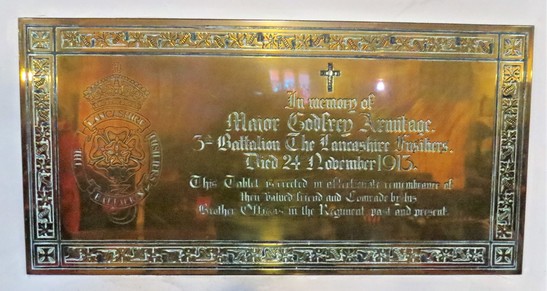 In memory of
Major Godfrey Armitage.
3rd Battalion The Lancashire Fusiliers.
Died 24 November 1915.
This Tablet is erected in affectionate remembrance of
their valued friend and Comrade by his
Brother Officers in the Regiment, past and present.